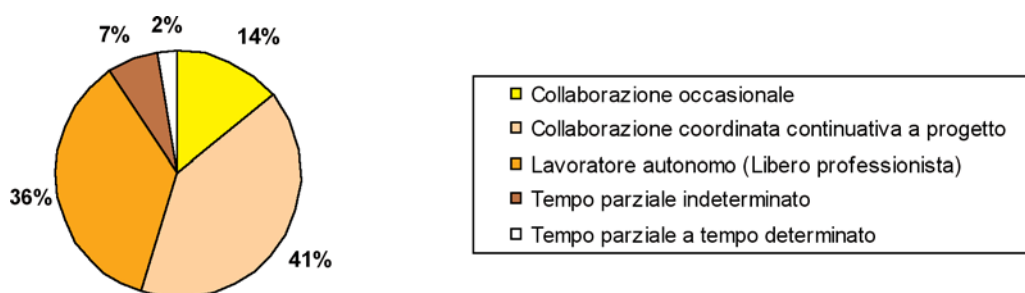 7%
2%
14%
36%
41%
Collaborazione occasionale
Collaborazione coordinata continuativa a progetto
Lavoratore autonomo (Libero professionista)
Tempo parziale indeterminato
Tempo parziale a tempo determinato